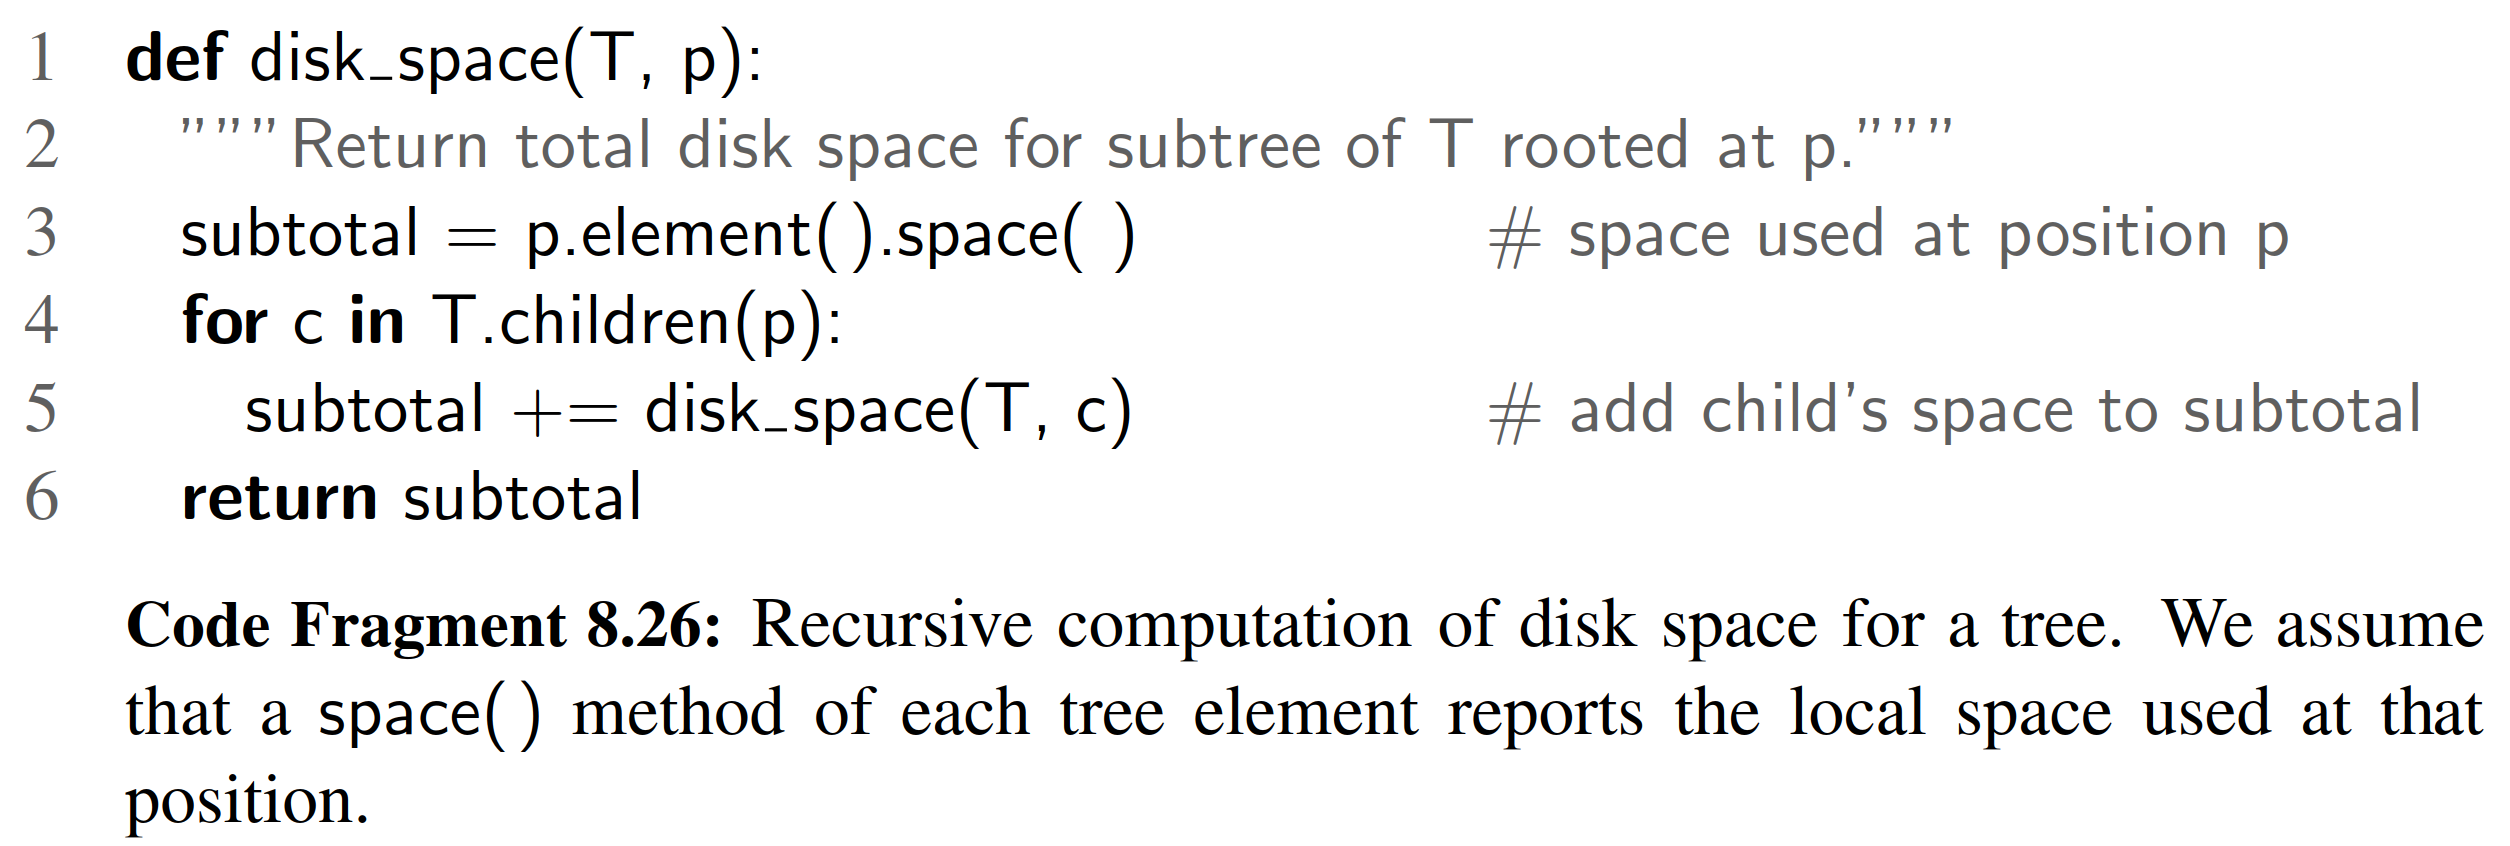 1 def disk_space(T, p):
2 """Return total disk space for subtree of T rooted at p."""
3 subtotal = p.element().space( ) # space used at position p
4 for c in T.children(p):
5 subtotal += disk_space(T, c) # add child's space to subtotal
6 return subtotal
Code Fragment 8.26: Recursive computation of disk space for a tree. We assume
that a space() method of each tree element reports the local space used at that
position.